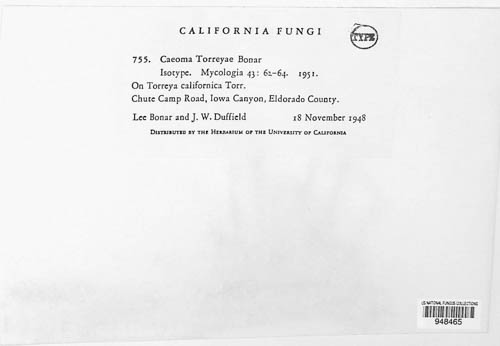 CALIFORNIA FUNGI
TYPE
755. Caeoma Torreyae Bonar
Isotype. Mycologia 43: 62-64. 1951.
On Torreya californica Torr.
Chute Camp Road, Iowa Canyon, Eldorado County.
Lee Bonar and J. W. Duffield 18 November 1948
Distributed by the Herbarium of the University of California
US NATIONAL FUNGUS COLLECTIONS
948465